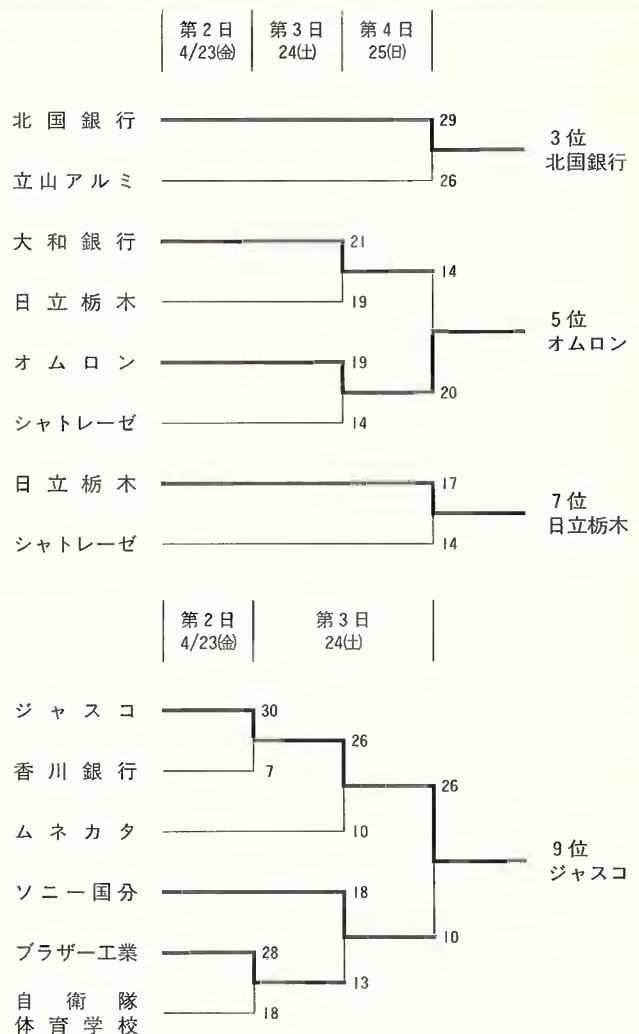 第2日 第3日 第4日
4/23(金) 24(土) 25(日)
北国銀行 29
3位
北国銀行
立山アルミ 26
大和銀行 21
14
日立栃木 19
5位
オムロン
オムロン 19
20
シャトレーゼ 14
日立栃木 17
7位
日立栃木
シャトレーゼ 14
第2日 第3日
4/23(金) 24(土)
ジャスコ 30
26
香川銀行 7
26
ムネカタ 10
9位
ジャスコ
ソニー国分 18
10
ブラザー工業 28
13
自衛隊
体育学校 18